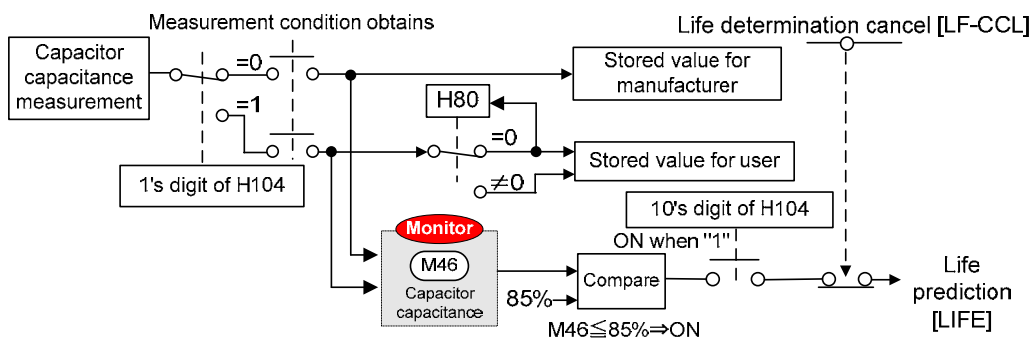 Measurement condition obtains
Life determination cancel [LF-CCL]
Capacitor
capacitance
measurement
=0
=1
Stored value for
manufacturer
H80
=0
≠0
Stored value for user
1's digit of H104
10's digit of H104
ON when "1"
Monitor
M46
Capacitor
capacitance
85%
Compare
M46≦85%⇒ON
Life
prediction
[LIFE]